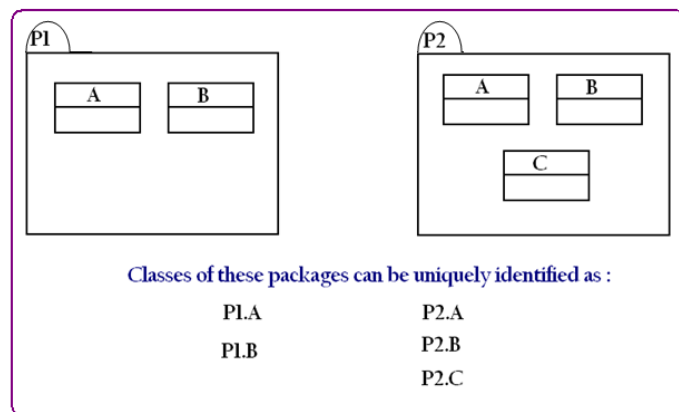 P1
P2
A
B
A
B
C
Classes of these packages can be uniquely identified as :
P1.A
P2.A
P1.B
P2.B
P2.C